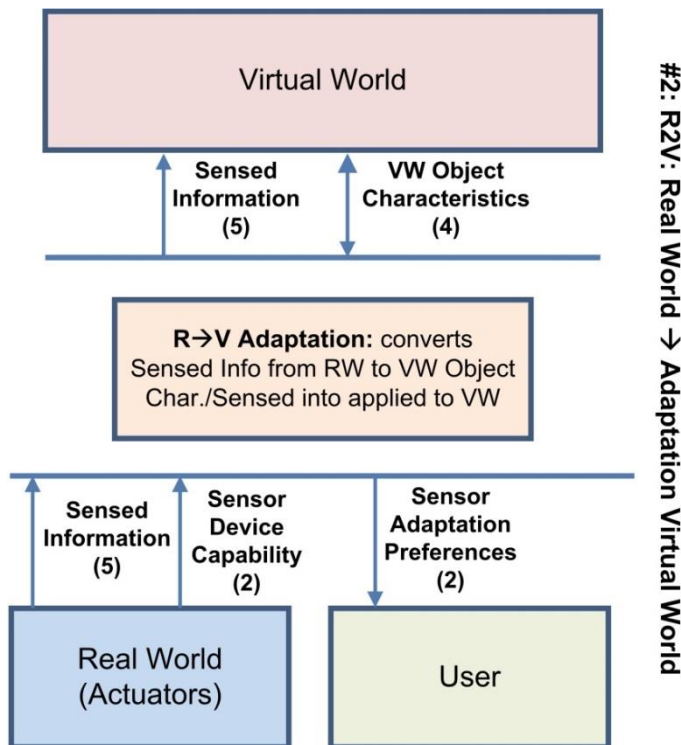 Virtual World
Sensed
Information
(5)
VW Object
Characteristics
(4)
R→V Adaptation: converts
Sensed Info from RW to VW Object
Char./Sensed into applied to VW
Sensed
Information
(5)
Sensor
Device
Capability
(2)
Sensor
Adaptation
Preferences
(2)
Real World
(Actuators)
User
#2: R2V: Real World → Adaptation Virtual World